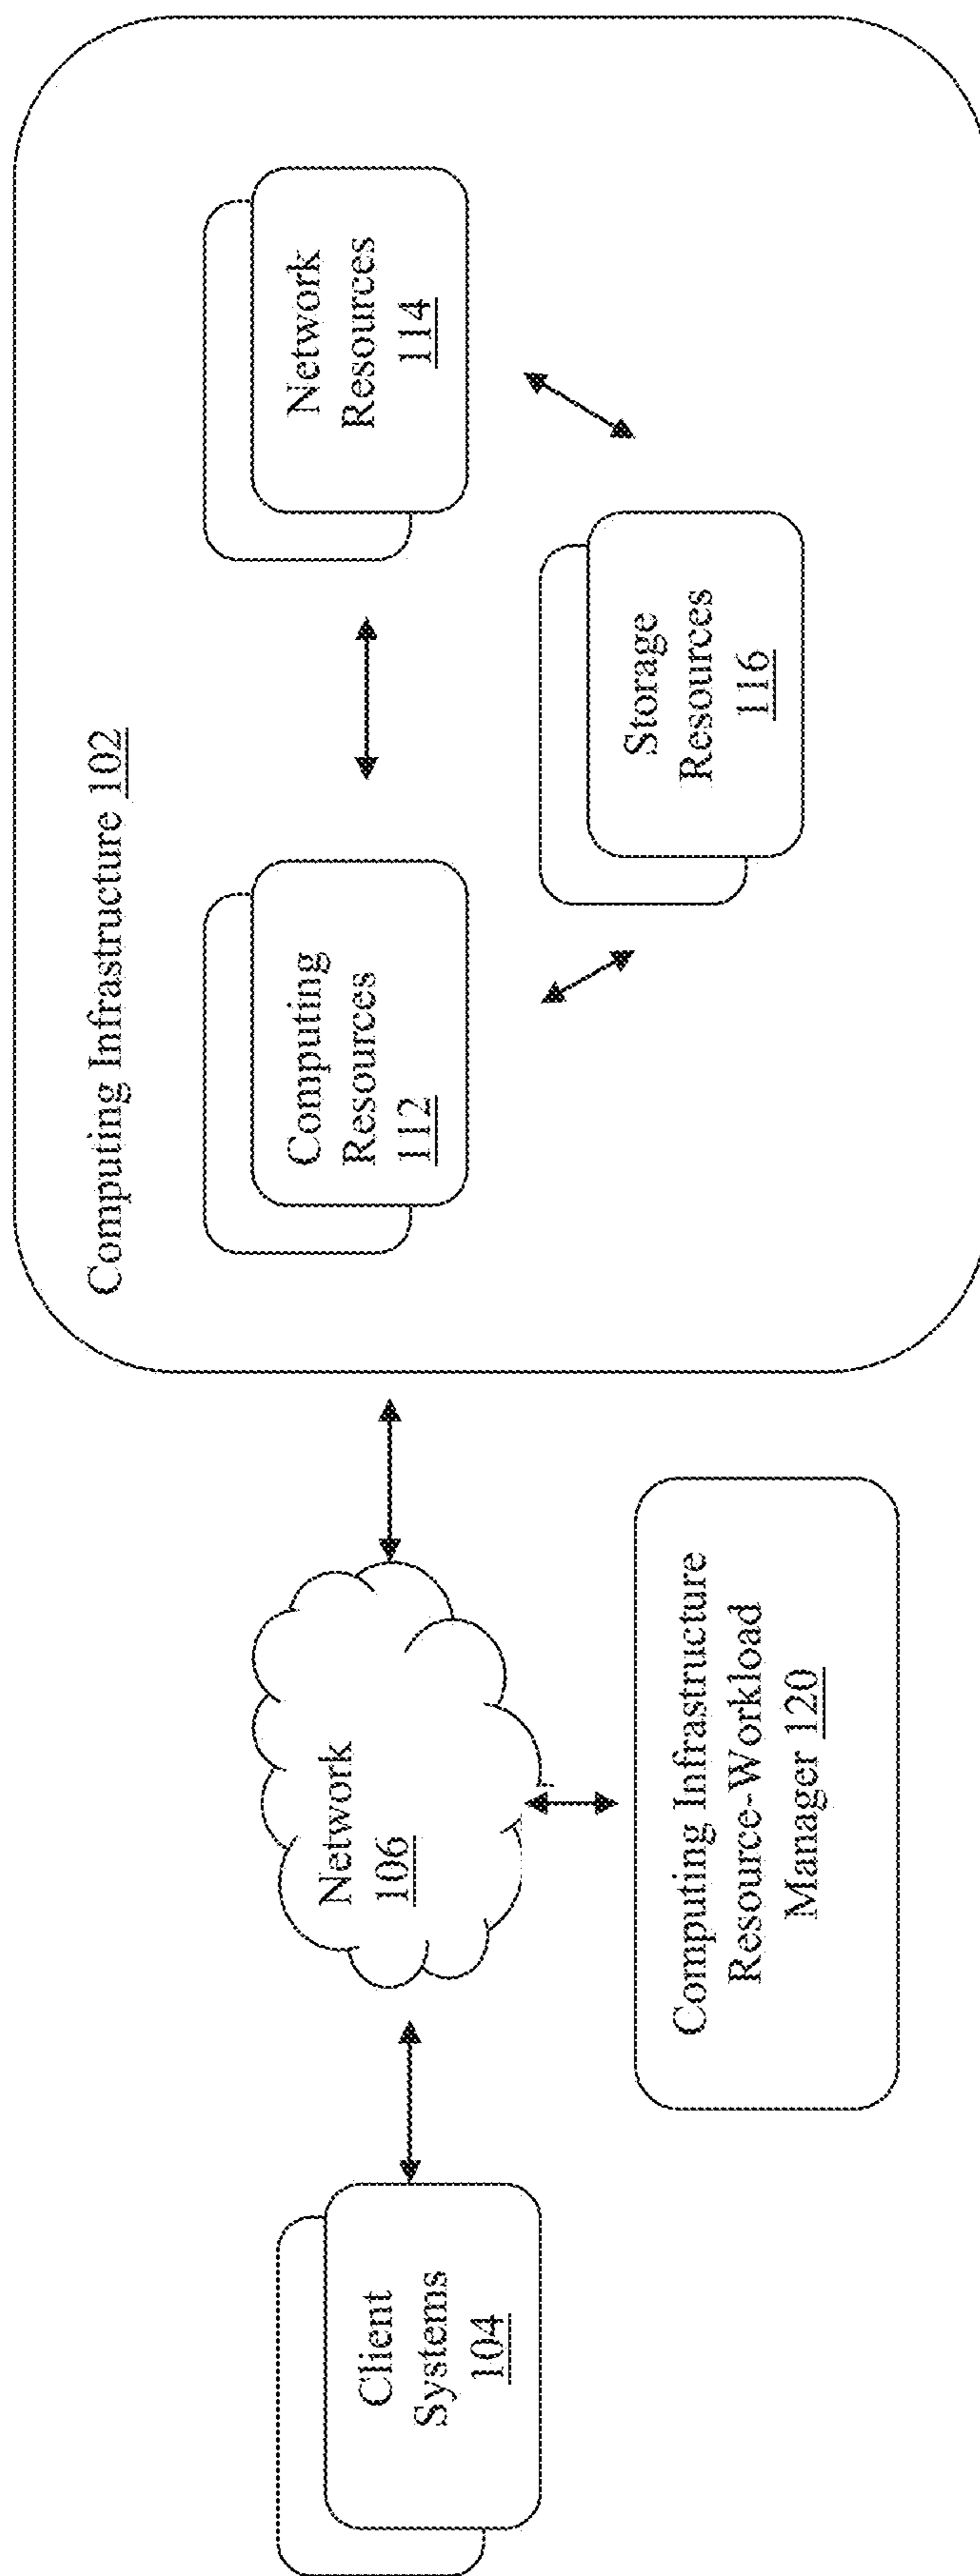 Computing Infrastructure 102
Computing
Resources
112
Network
Resources
114
Storage
Resources
116
Client
Systems
104
Network
106
Computing Infrastructure
Resource-Workload
Manager 120